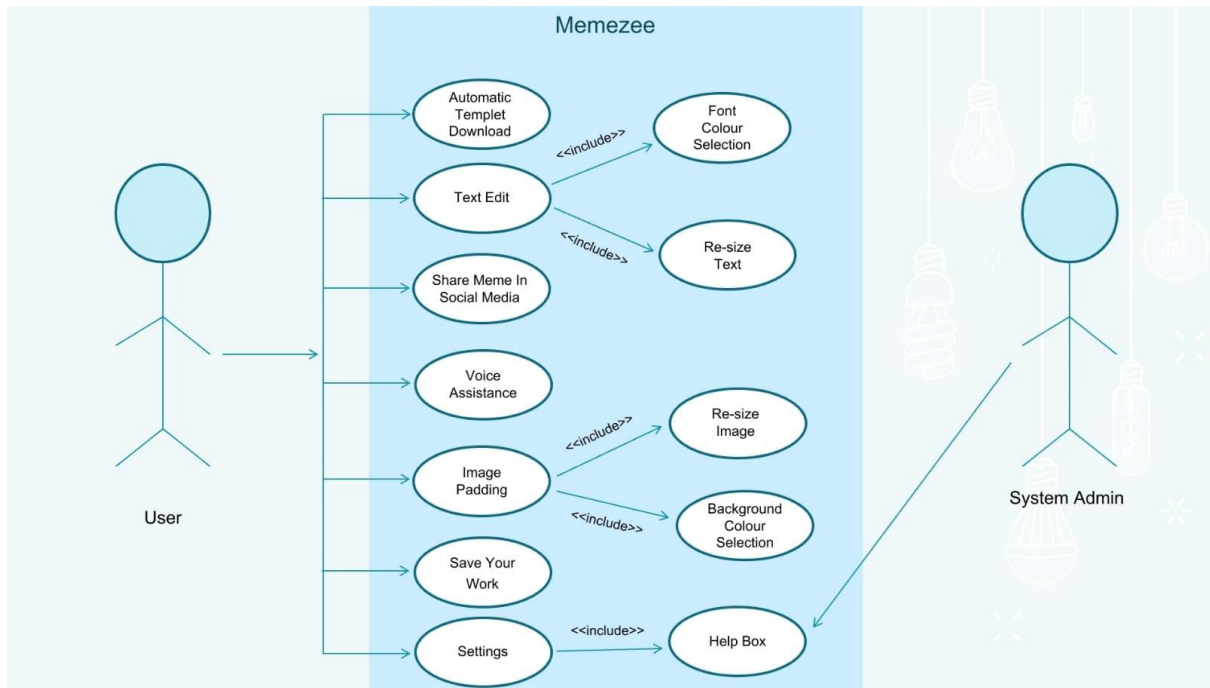 Memezee
Automatic
Templet
Download
Font
Colour
Selection
<<include>>
Text Edit
<<include>>
Re-size
Text
Share Meme In
Social Media
Voice
Assistance
Re-size
Image
<<include>>
Image
Padding
<<include>>
Background
Colour
Selection
User
System Admin
Save Your
Work
<<include>>
Settings
Help Box